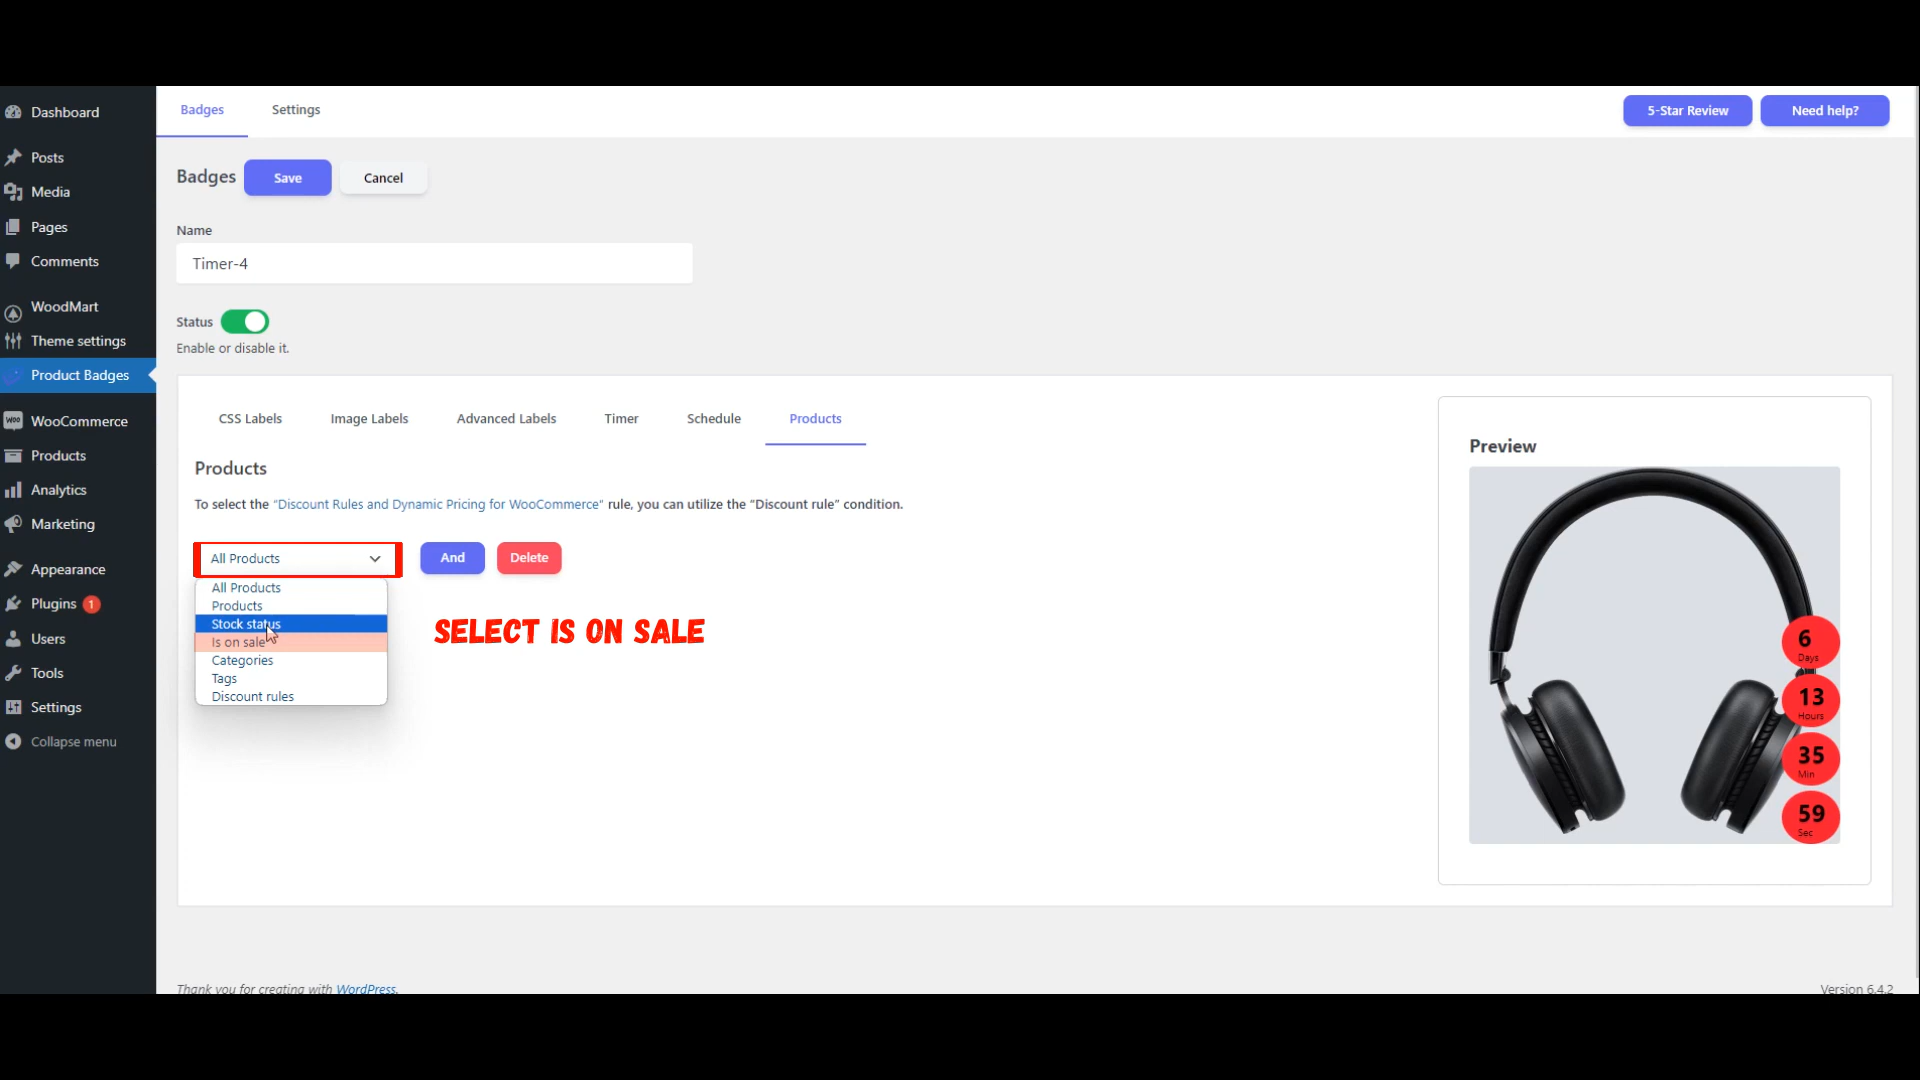 Dashboard
Posts
Media
Pages
Comments
WoodMart
Theme settings
Product Badges
WOO WooCommerce
Products
Analytics
Marketing
Appearance
Plugins 1
Users
Tools
Settings
Collapse menu
Badges Settings
5-Star Review Need help?
Badges Save Cancel
Name
Timer-4
Status
Enable or disable it.
CSS Labels Image Labels Advanced Labels Timer Schedule Products
Products
To select the “Discount Rules and Dynamic Pricing for WooCommerce” rule, you can utilize the “Discount rule” condition.
All Products And Delete
All Products
Products
Stock status
Is on sale
Categories
Tags
Discount rules
SELECT IS ON SALE
Preview
6
Days
13
Hours
35
Min
59
Sec
Thank you for creating with WordPress.
Version 6.4.2